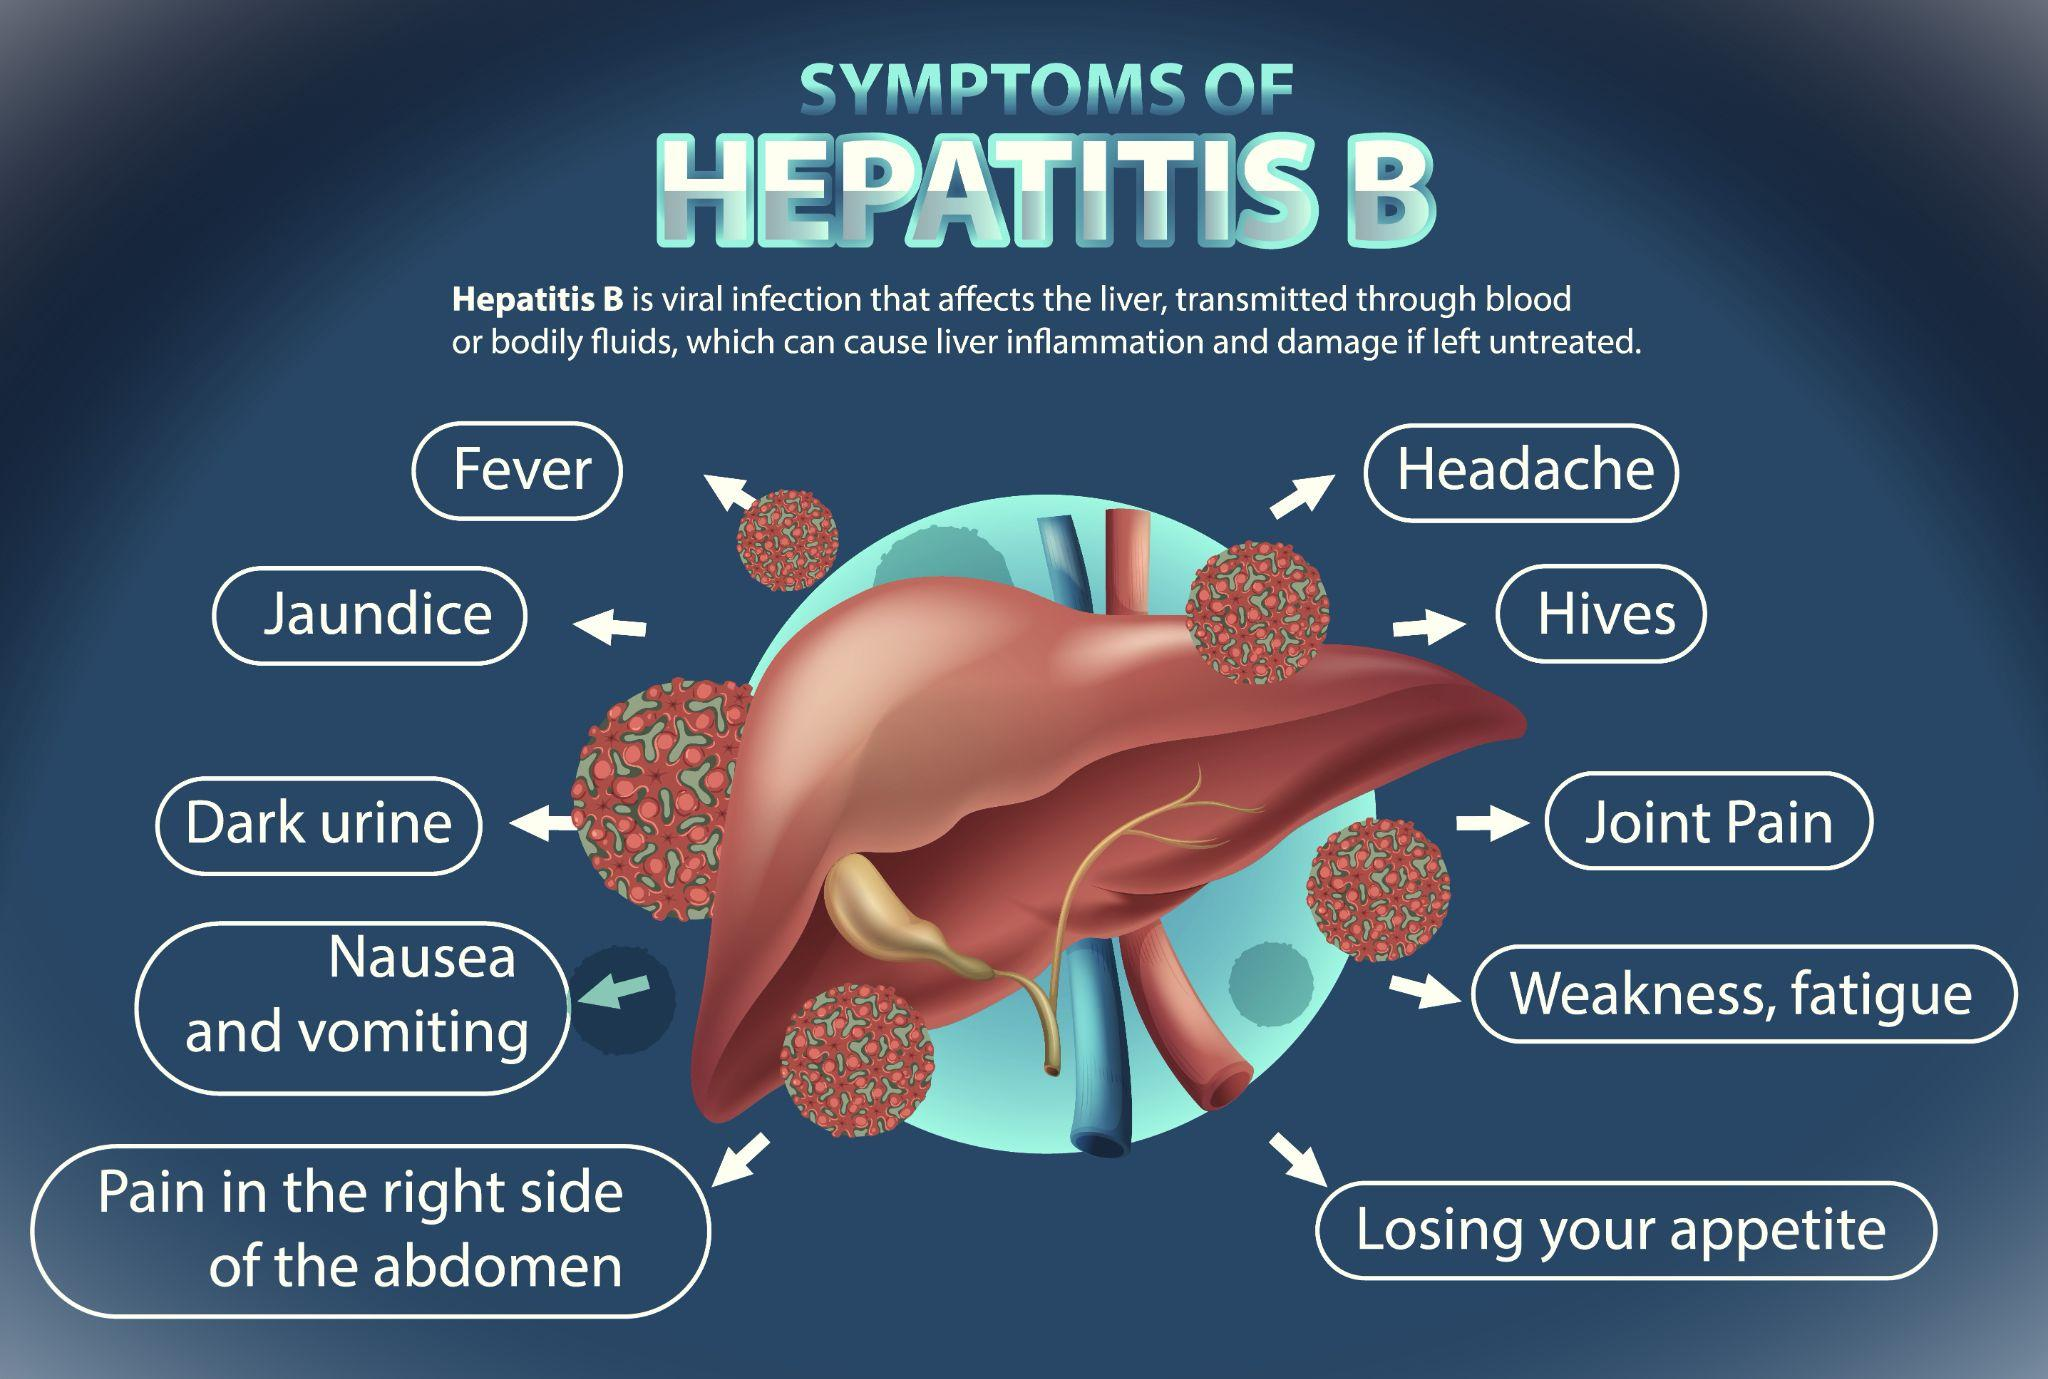 SYMPTOMS OF
HEPATITIS B
Hepatitis B is viral infection that affects the liver, transmitted through blood
or bodily fluids, which can cause liver inflammation and damage if left untreated.
Fever
Jaundice
Dark urine
Nausea
and vomiting
Pain in the right side
of the abdomen
Headache
Hives
Joint Pain
Weakness, fatigue
Losing your appetite